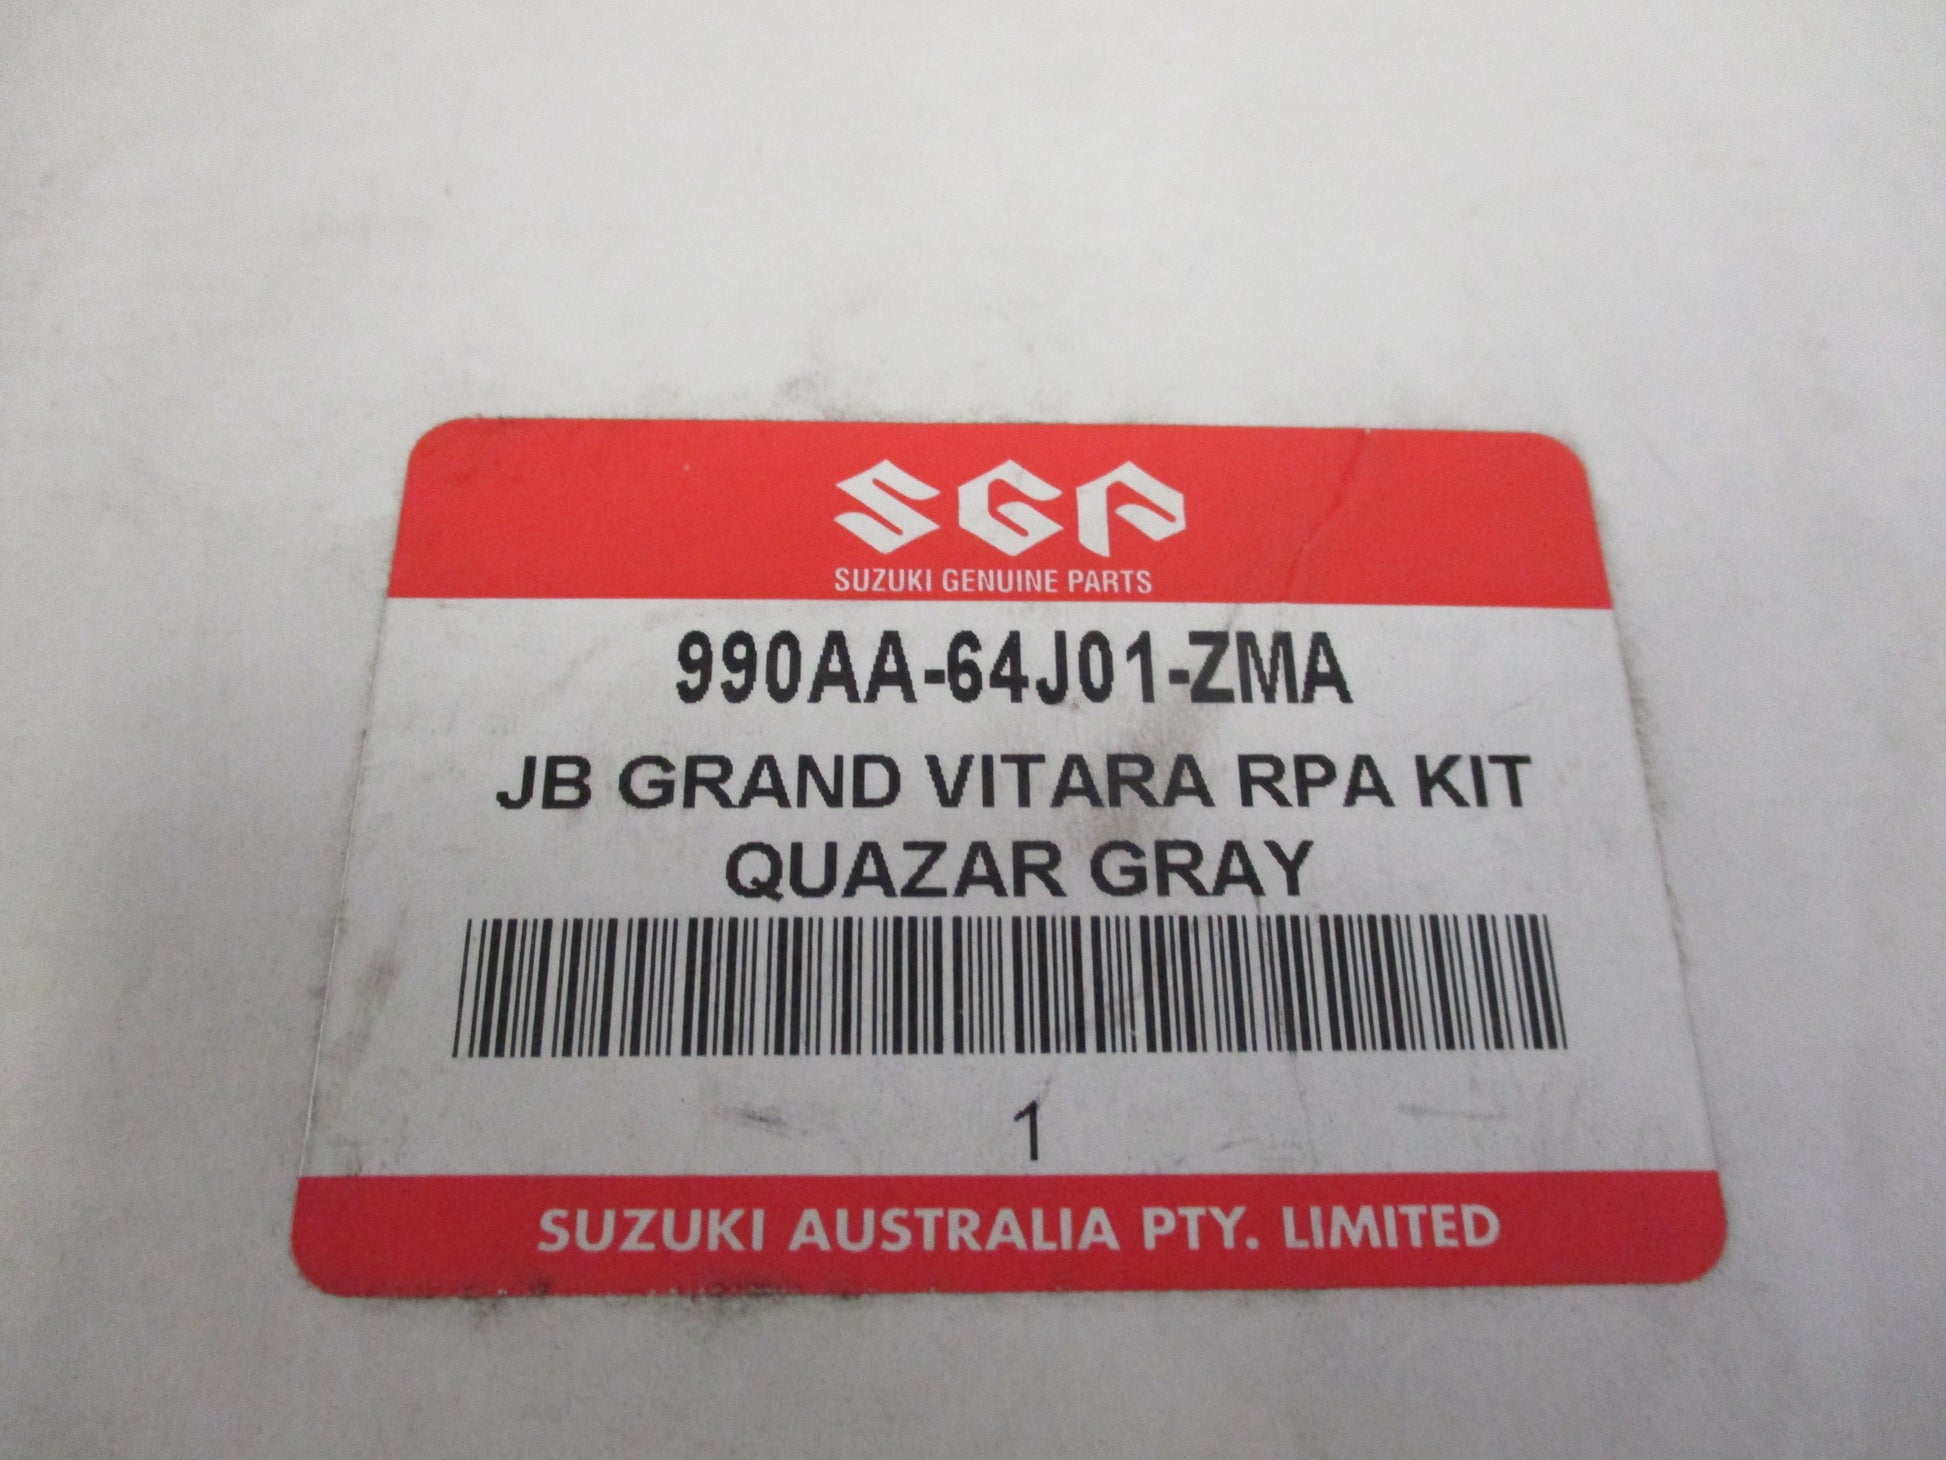 SGP
SUZUKI GENUINE PARTS
990AA-64J01-ZMA
JB GRAND VITARA RPA KIT
QUAZAR GRAY
1
SUZUKI AUSTRALIA PTY. LIMITED